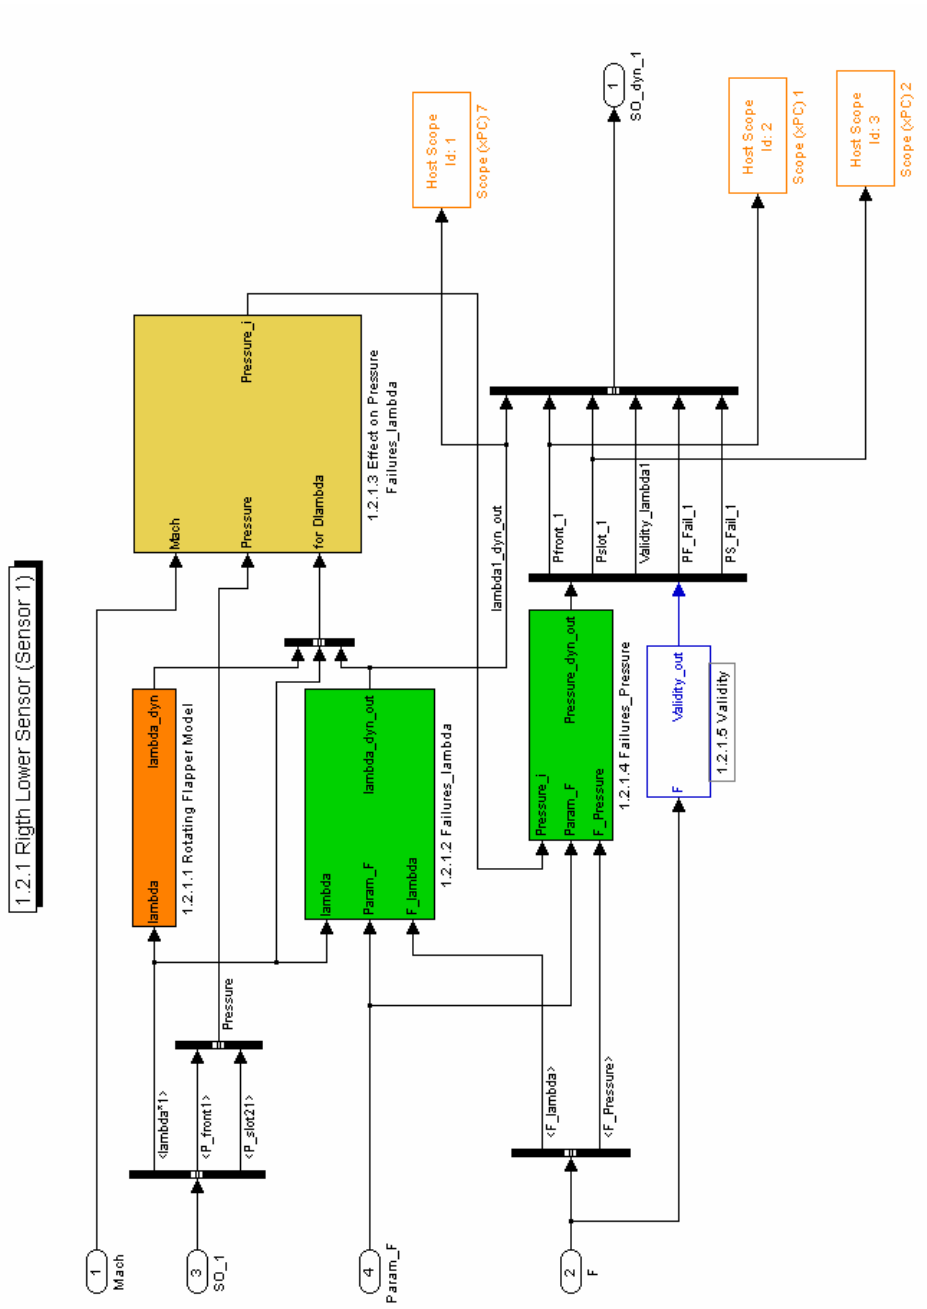 1.2.1 Rigth Lower Sensor (Sensor 1)
1
Mach
3
SO_1
4
Param_F
2
F
<lambda*1>
<P_front1>
<P_slot21>
Pressure
<F_lambda>
<F_Pressure>
lambda
lambda_dyn
1.2.1.1 Rotating Flapper Model
lambda
Param_F
F_lambda
lambda_dyn_out
1.2.1.2 Failures_lambda
Mach
Pressure
for Dlambda
Pressure_i
1.2.1.3 Effect on Pressure
Failures_lambda
Pressure_i
Param_F
F_Pressure
Pressure_dyn_out
1.2.1.4 Failures_Pressure
F
Validity_out
1.2.1.5 Validity
lambda1_dyn_out
Pfront_1
Pslot_1
Validity_lambda1
PF_Fail_1
PS_Fail_1
Host Scope
Id: 1
Scope (xPC) 7
1
SO_dyn_1
Host Scope
Id: 2
Scope (xPC) 1
Host Scope
Id: 3
Scope (xPC) 2